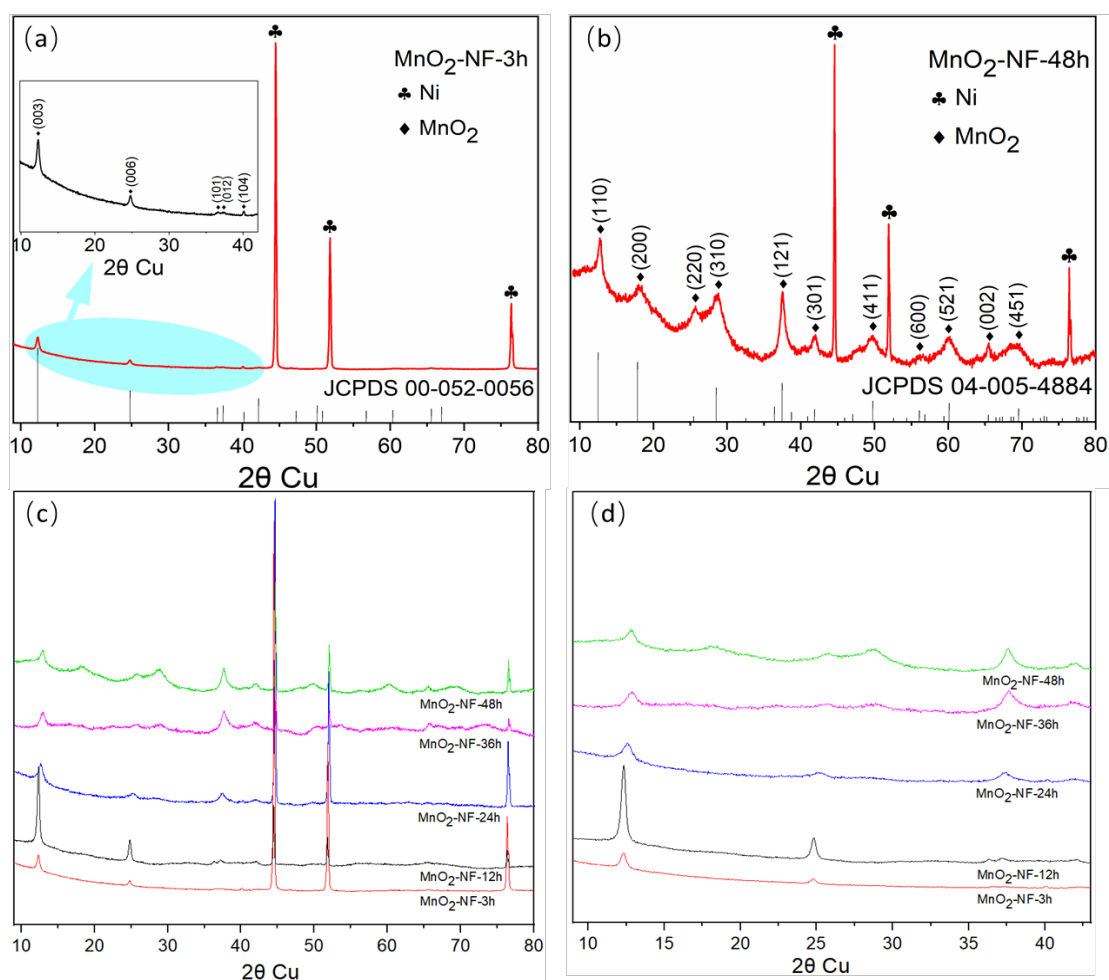 (a)
MnO₂-NF-3h
♣ Ni
♦ MnO₂
(003)
(006)
(101)
(012)
(104)
10 20 30 40
2θ Cu
JCPDS 00-052-0056
10 20 30 40 50 60 70 80
2θ Cu
(b)
MnO₂-NF-48h
♣ Ni
♦ MnO₂
(110)
(200)
(220)
(310)
(121)
(301)
(411)
(600)
(521)
(002)
(451)
JCPDS 04-005-4884
10 20 30 40 50 60 70 80
2θ Cu
(c)
MnO₂-NF-48h
MnO₂-NF-36h
MnO₂-NF-24h
MnO₂-NF-12h
MnO₂-NF-3h
10 20 30 40 50 60 70 80
2θ Cu
(d)
MnO₂-NF-48h
MnO₂-NF-36h
MnO₂-NF-24h
MnO₂-NF-12h
MnO₂-NF-3h
10 15 20 25 30 35 40
2θ Cu